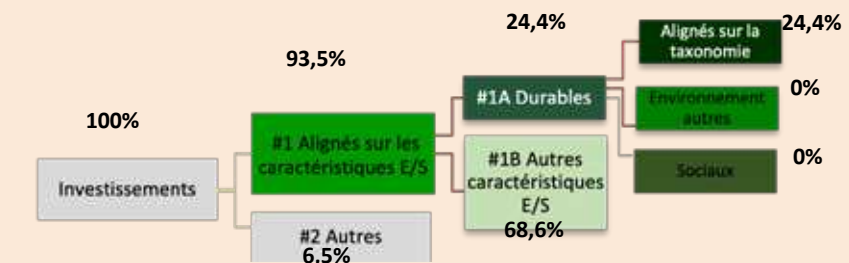 24,4%
Alignés sur la
taxonomie
24,4%
93,5%
#1A Durables
Environnement
autres
0%
100%
#1 Alignés sur les
caractéristiques E/S
#1B Autres
caractéristiques
E/S
68,6%
Sociaux
0%
Investissements
#2 Autres
6,5%